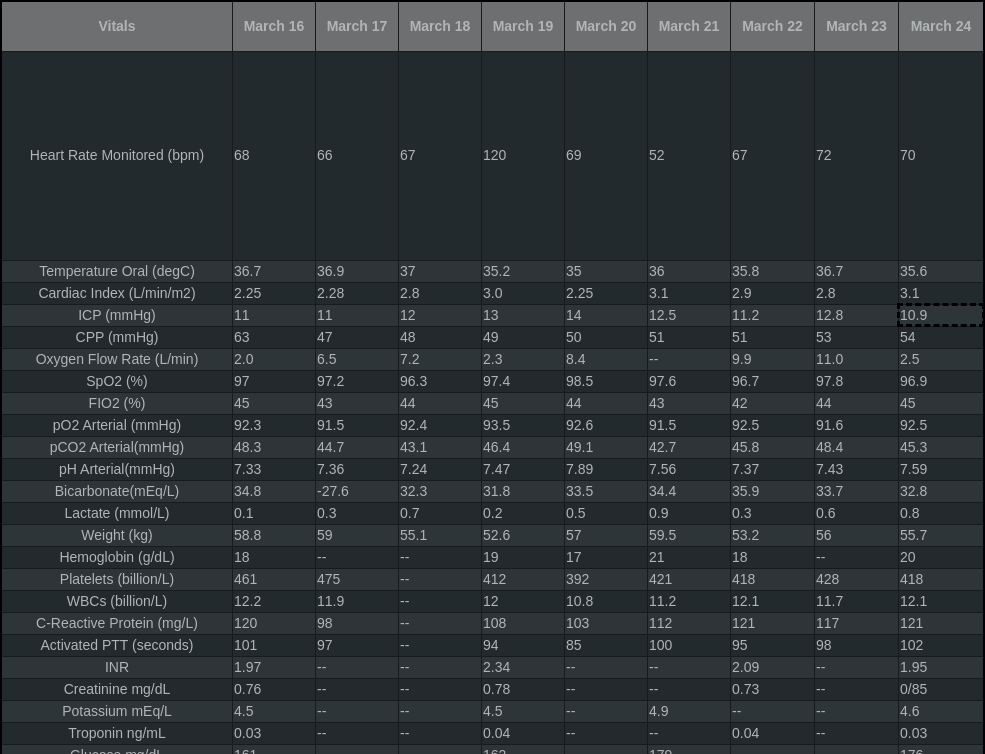 Vitals March 16 March 17 March 18 March 19 March 20 March 21 March 22 March 23 March 24
Heart Rate Monitored (bpm) 68 66 67 120 69 52 67 72 70
Temperature Oral (degC) 36.7 36.9 37 35.2 35 36 35.8 36.7 35.6
Cardiac Index (L/min/m2) 2.25 2.28 2.8 3.0 2.25 3.1 2.9 2.8 3.1
ICP (mmHg) 11 11 12 13 14 12.5 11.2 12.8 10.9
CPP (mmHg) 63 47 48 49 50 51 51 53 54
Oxygen Flow Rate (L/min) 2.0 6.5 7.2 2.3 8.4 -- 9.9 11.0 2.5
SpO2 (%) 97 97.2 96.3 97.4 98.5 97.6 96.7 97.8 96.9
FIO2 (%) 45 43 44 45 44 43 42 44 45
pO2 Arterial (mmHg) 92.3 91.5 92.4 93.5 92.6 91.5 92.5 91.6 92.5
pCO2 Arterial(mmHg) 48.3 44.7 43.1 46.4 49.1 42.7 45.8 48.4 45.3
pH Arterial(mmHg) 7.33 7.36 7.24 7.47 7.89 7.56 7.37 7.43 7.59
Bicarbonate(mEq/L) 34.8 -27.6 32.3 31.8 33.5 34.4 35.9 33.7 32.8
Lactate (mmol/L) 0.1 0.3 0.7 0.2 0.5 0.9 0.3 0.6 0.8
Weight (kg) 58.8 59 55.1 52.6 57 59.5 53.2 56 55.7
Hemoglobin (g/dL) 18 -- -- 19 17 21 18 -- 20
Platelets (billion/L) 461 475 -- 412 392 421 418 428 418
WBCs (billion/L) 12.2 11.9 -- 12 10.8 11.2 12.1 11.7 12.1
C-Reactive Protein (mg/L) 120 98 -- 108 103 112 121 117 121
Activated PTT (seconds) 101 97 -- 94 85 100 95 98 102
INR 1.97 -- -- 2.34 -- -- 2.09 -- 1.95
Creatinine mg/dL 0.76 -- -- 0.78 -- -- 0.73 -- 0/85
Potassium mEq/L 4.5 -- -- 4.5 -- 4.9 -- -- 4.6
Troponin ng/mL 0.03 -- -- 0.04 -- -- 0.04 -- 0.03
Glucose mg/dL 161 162 179 176